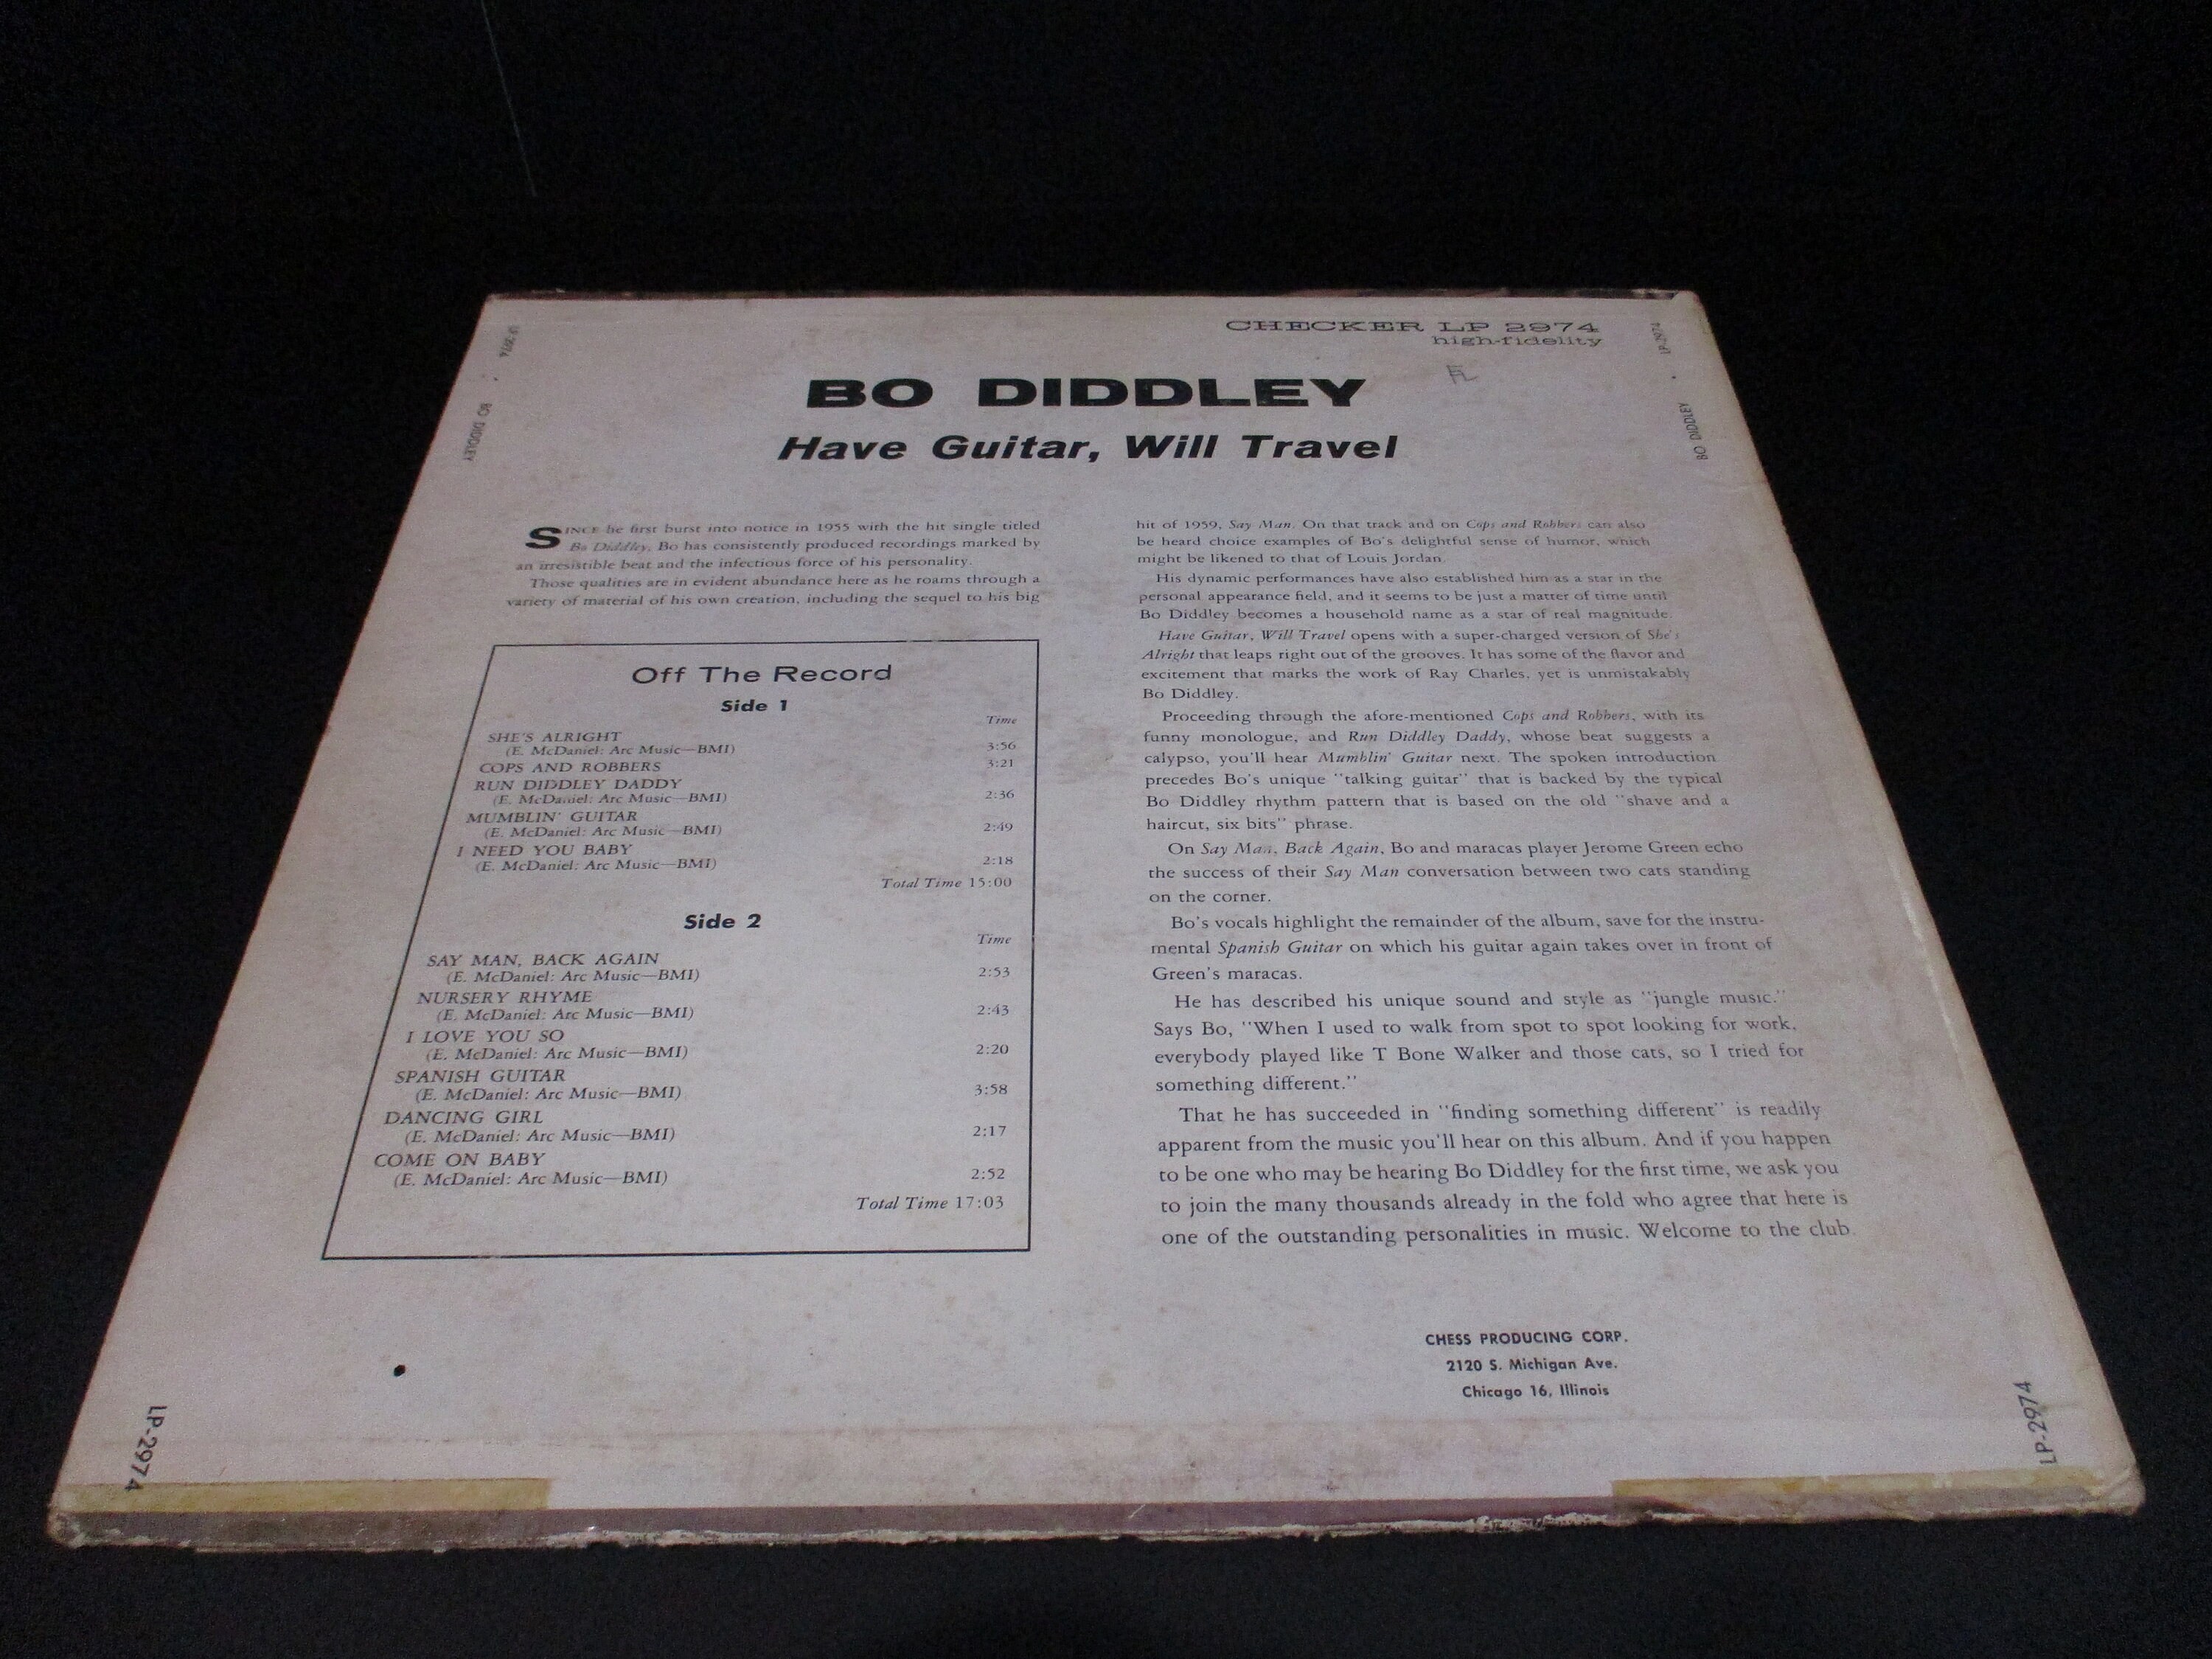 CHECKER LP 2974
high-fidelity
BO DIDDLEY
Have Guitar, Will Travel
LP-2974
BO DIDDLEY
LP-2974
BO DIDDLEY
SINCE he first burst into notice in 1955 with the hit single titled
Bo Diddley, Bo has consistently produced recordings marked by
an irresistible beat and the infectious force of his personality.
Those qualities are in evident abundance here as he roams through a
variety of material of his own creation, including the sequel to his big
Off The Record
Side 1
Time
SHE'S ALRIGHT
(E. McDaniel: Arc Music—BMI) 3:56
COPS AND ROBBERS 3:21
RUN DIDDLEY DADDY
(E. McDaniel: Arc Music—BMI) 2:36
MUMBLIN' GUITAR
(E. McDaniel: Arc Music—BMI) 2:49
I NEED YOU BABY
(E. McDaniel: Arc Music—BMI) 2:18
Total Time 15:00
Side 2
Time
SAY MAN, BACK AGAIN
(E. McDaniel: Arc Music—BMI) 2:53
NURSERY RHYME
(E. McDaniel: Arc Music—BMI) 2:43
I LOVE YOU SO
(E. McDaniel: Arc Music—BMI) 2:20
SPANISH GUITAR
(E. McDaniel: Arc Music—BMI) 3:58
DANCING GIRL
(E. McDaniel: Arc Music—BMI) 2:17
COME ON BABY
(E. McDaniel: Arc Music—BMI) 2:52
Total Time 17:03
hit of 1959, Say Man. On that track and on Cops and Robbers can also
be heard choice examples of Bo's delightful sense of humor, which
might be likened to that of Louis Jordan.
His dynamic performances have also established him as a star in the
personal appearance field, and it seems to be just a matter of time until
Bo Diddley becomes a household name as a star of real magnitude.
Have Guitar, Will Travel opens with a super-charged version of She's
Alright that leaps right out of the grooves. It has some of the flavor and
excitement that marks the work of Ray Charles, yet is unmistakably
Bo Diddley.
Proceeding through the afore-mentioned Cops and Robbers, with its
funny monologue, and Run Diddley Daddy, whose beat suggests a
calypso, you'll hear Mumblin' Guitar next. The spoken introduction
precedes Bo's unique "talking guitar" that is backed by the typical
Bo Diddley rhythm pattern that is based on the old "shave and a
haircut, six bits" phrase.
On Say Man, Back Again, Bo and maracas player Jerome Green echo
the success of their Say Man conversation between two cats standing
on the corner.
Bo's vocals highlight the remainder of the album, save for the instru-
mental Spanish Guitar on which his guitar again takes over in front of
Green's maracas.
He has described his unique sound and style as "jungle music."
Says Bo, "When I used to walk from spot to spot looking for work,
everybody played like T Bone Walker and those cats, so I tried for
something different."
That he has succeeded in "finding something different" is readily
apparent from the music you'll hear on this album. And if you happen
to be one who may be hearing Bo Diddley for the first time, we ask you
to join the many thousands already in the fold who agree that here is
one of the outstanding personalities in music. Welcome to the club.
CHESS PRODUCING CORP.
2120 S. Michigan Ave.
Chicago 16, Illinois
LP-2974
LP-2974